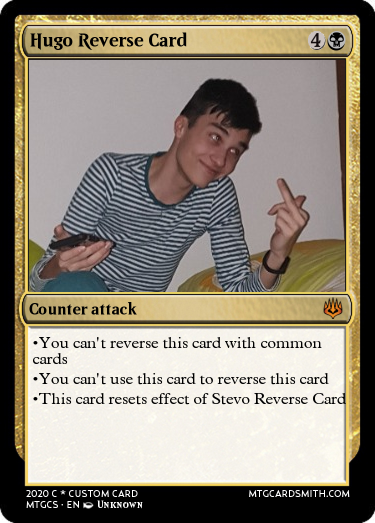 Hugo Reverse Card 4
Counter attack
•You can't reverse this card with common
cards
•You can't use this card to reverse this card
•This card resets effect of Stevo Reverse Card
2020 C * CUSTOM CARD MTGCARDSMITH.COM
MTGCS · EN UNKNOWN